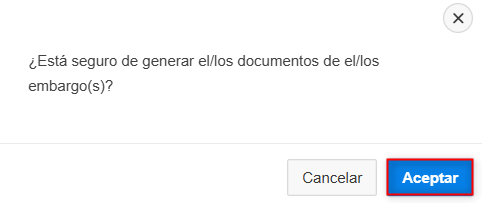 ¿Está seguro de generar el/los documentos de el/los
embargo(s)?
Cancelar
Aceptar